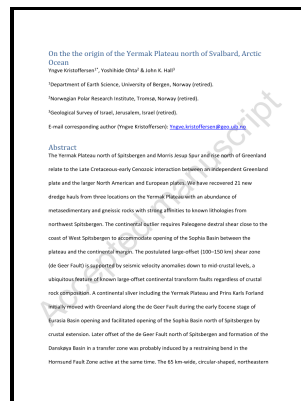 On the the origin of the Yermak Plateau north of Svalbard, Arctic
Ocean
Yngve Kristoffersen1*, Yoshihide Ohta2 & John K. Hall3
1Department of Earth Science, University of Bergen, Norway (retired).
2Norwegian Polar Research Institute, Tromsø, Norway (retired).
3Geological Survey of Israel, Jerusalem, Israel (retired).
E-mail corresponding author (Yngve Kristoffersen): Yngve.kristoffersen@geo.uib.no
Abstract
The Yermak Plateau north of Spitsbergen and Morris Jesup Spur and rise north of Greenland
relate to the Late Cretaceous-early Cenozoic interaction between an independent Greenland
plate and the larger North American and European plates. We have recovered 21 new
dredge hauls from three locations on the Yermak Plateau with an abundance of
metasedimentary and gneissic rocks with strong affinities to known lithologies from
northwest Spitsbergen. The continental outlier requires Paleogene dextral shear close to the
coast of West Spitsbergen to accommodate opening of the Sophia Basin between the
plateau and the continental margin. The postulated large-offset (100–150 km) shear zone
(de Geer Fault) is supported by seismic velocity anomalies down to mid-crustal levels, a
ubiquitous feature of known large-offset continental transform faults regardless of crustal
rock composition. A continental sliver including the Yermak Plateau and Prins Karls Forland
initially moved with Greenland along the de Geer Fault during the early Eocene stage of
Eurasia Basin opening and facilitated opening of the Sophia Basin north of Spitsbergen by
crustal extension. Later offset of the de Geer Fault north of Spitsbergen and formation of the
Danskøya Basin in a transfer zone was probably induced by a restraining bend in the
Hornsund Fault Zone active at the same time. The 65 km-wide, circular-shaped, northeastern
Accepted manuscript